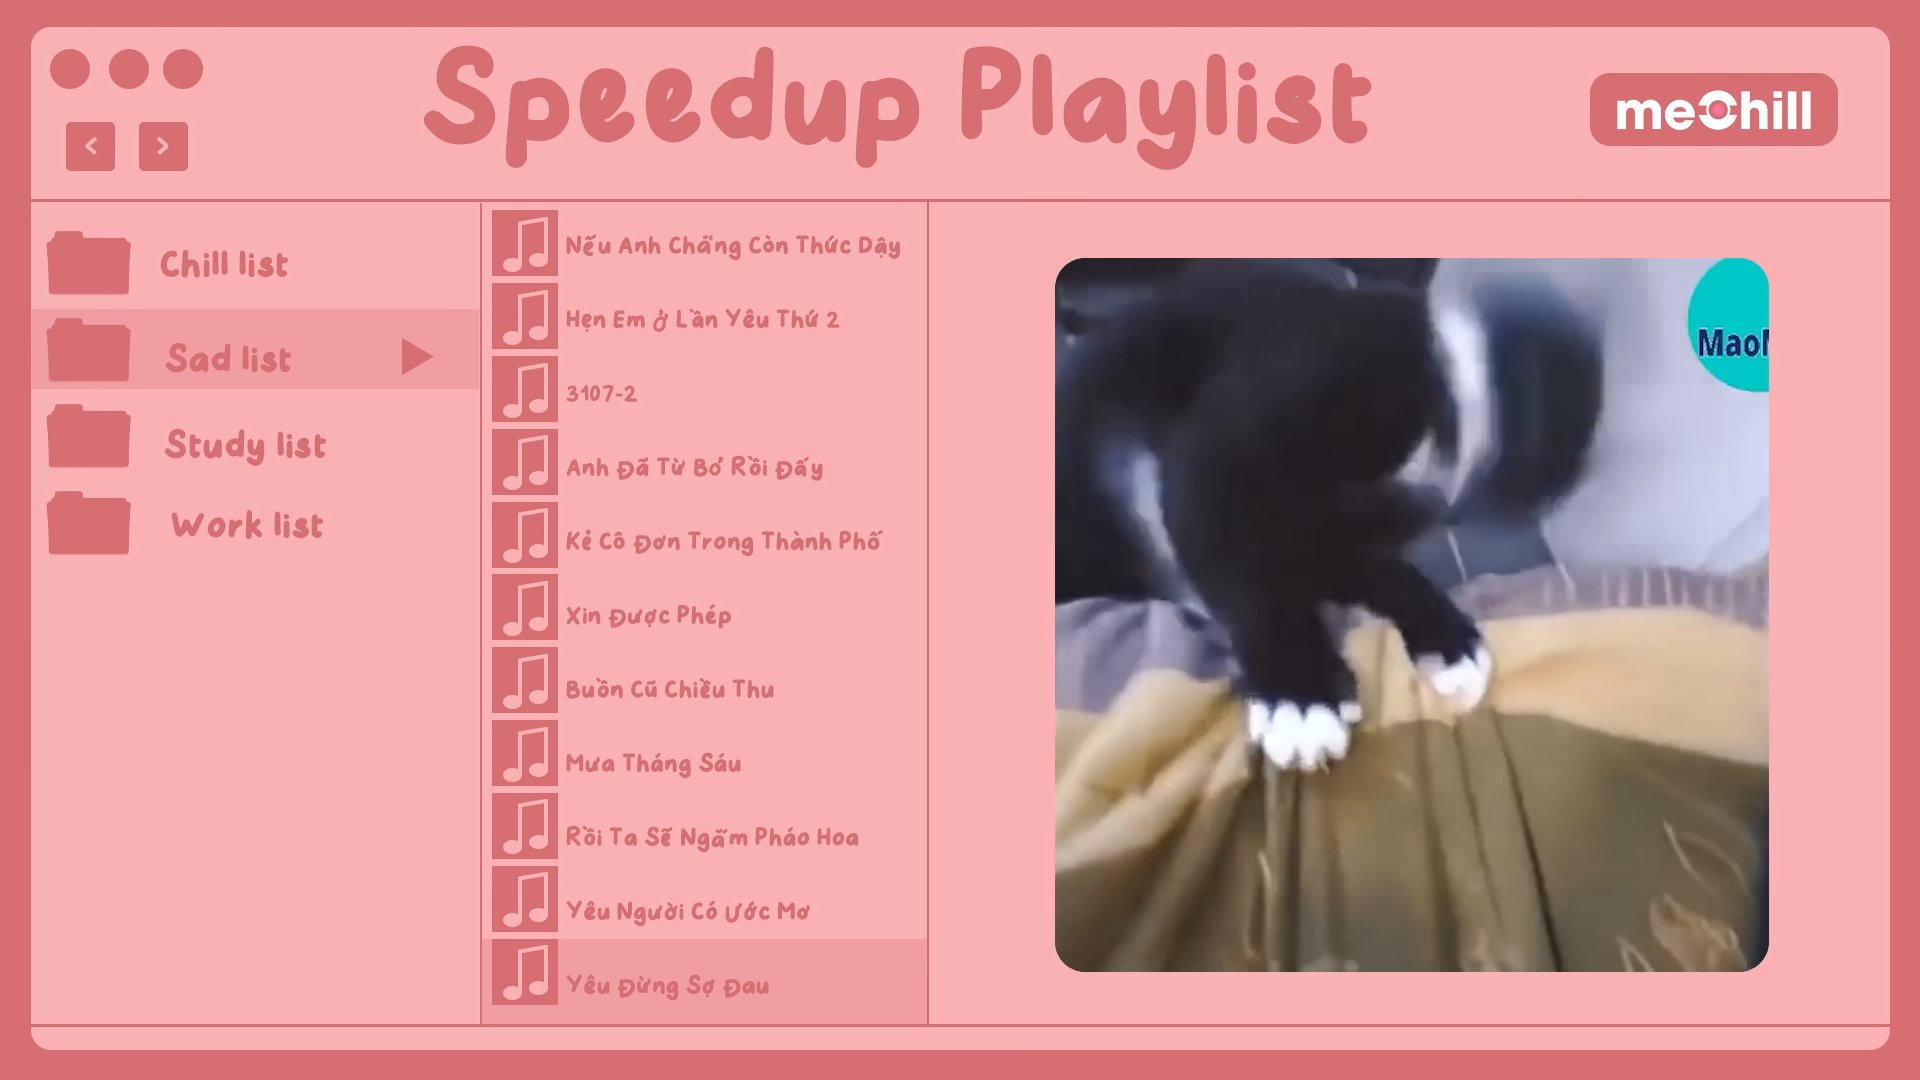 Speedup Playlist
mechill
Chill list
Sad list
Study list
Work list
Nếu Anh Chẳng Còn Thức Dậy
Hẹn Em ở Lần Yêu Thứ 2
3107-2
Anh Đã Từ Bỏ Rồi Đấy
Kẻ Cô Đơn Trong Thành Phố
Xin Được Phép
Buồn Cũ Chiều Thu
Mưa Tháng Sáu
Rồi Ta Sẽ Ngắm Pháo Hoa
Yêu Người Có Ước Mơ
Yêu Đừng Sợ Đau